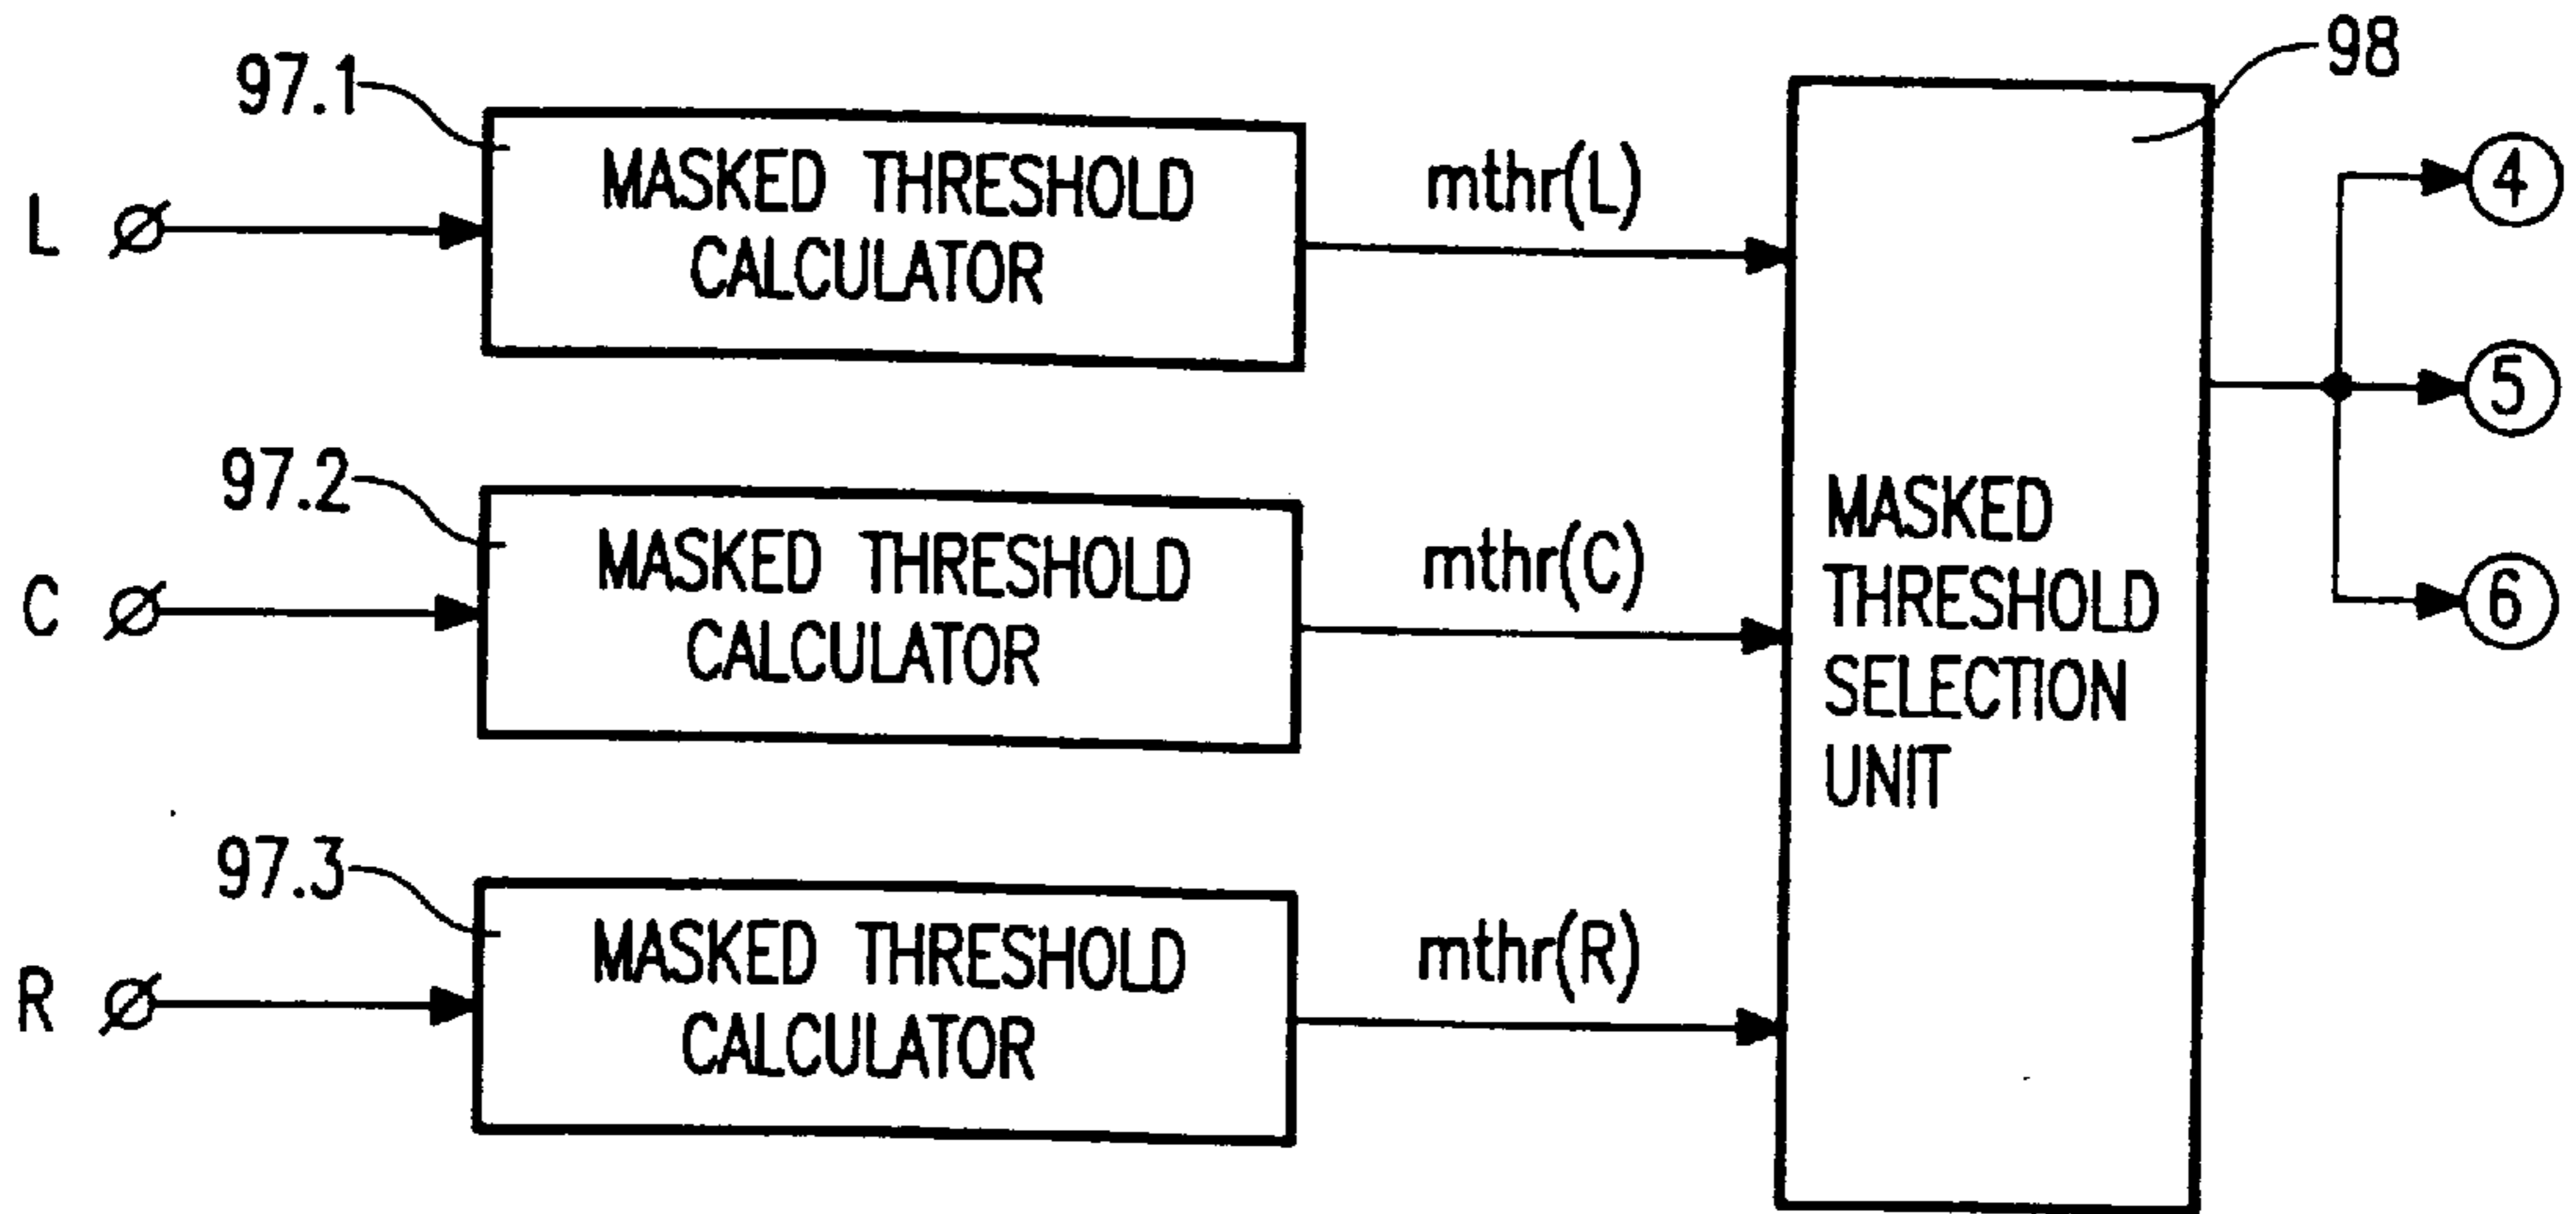 98
97.1
MASKED THRESHOLD
CALCULATOR
L
mthr(L)
4
5
97.2
MASKED THRESHOLD
CALCULATOR
C
mthr(C)
MASKED
THRESHOLD
SELECTION
UNIT
6
97.3
MASKED THRESHOLD
CALCULATOR
R
mthr(R)